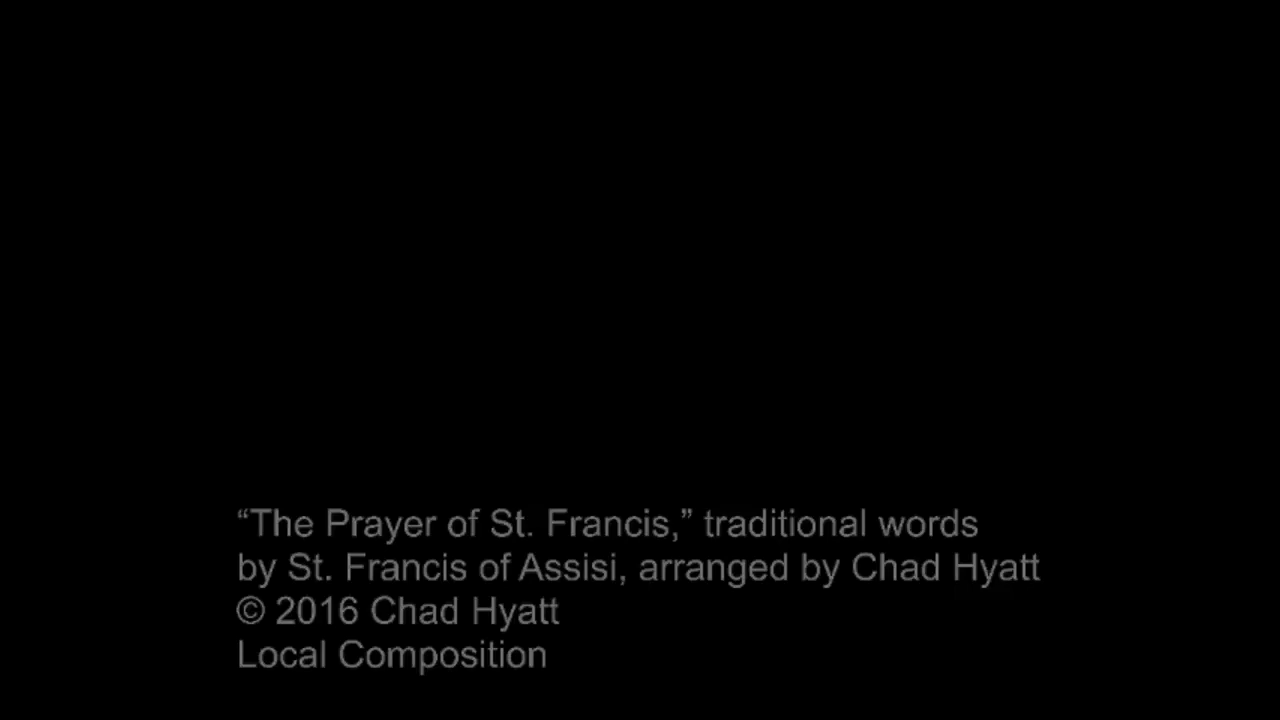 “The Prayer of St. Francis,” traditional words
by St. Francis of Assisi, arranged by Chad Hyatt
© 2016 Chad Hyatt
Local Composition